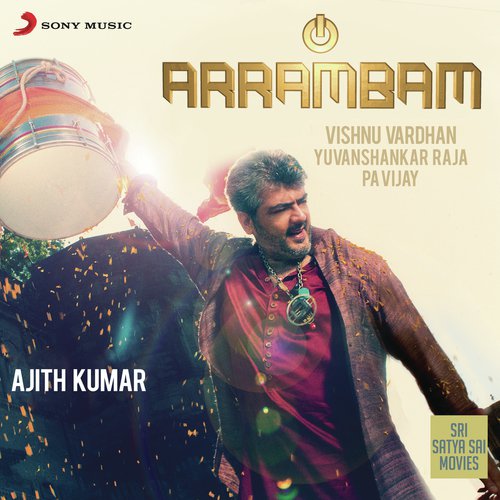 SONY MUSIC
ARRAMBAM
VISHNU VARDHAN
YUVANSHANKAR RAJA
PA VIJAY
AJITH KUMAR
SRI
SATYA SAI
MOVIES